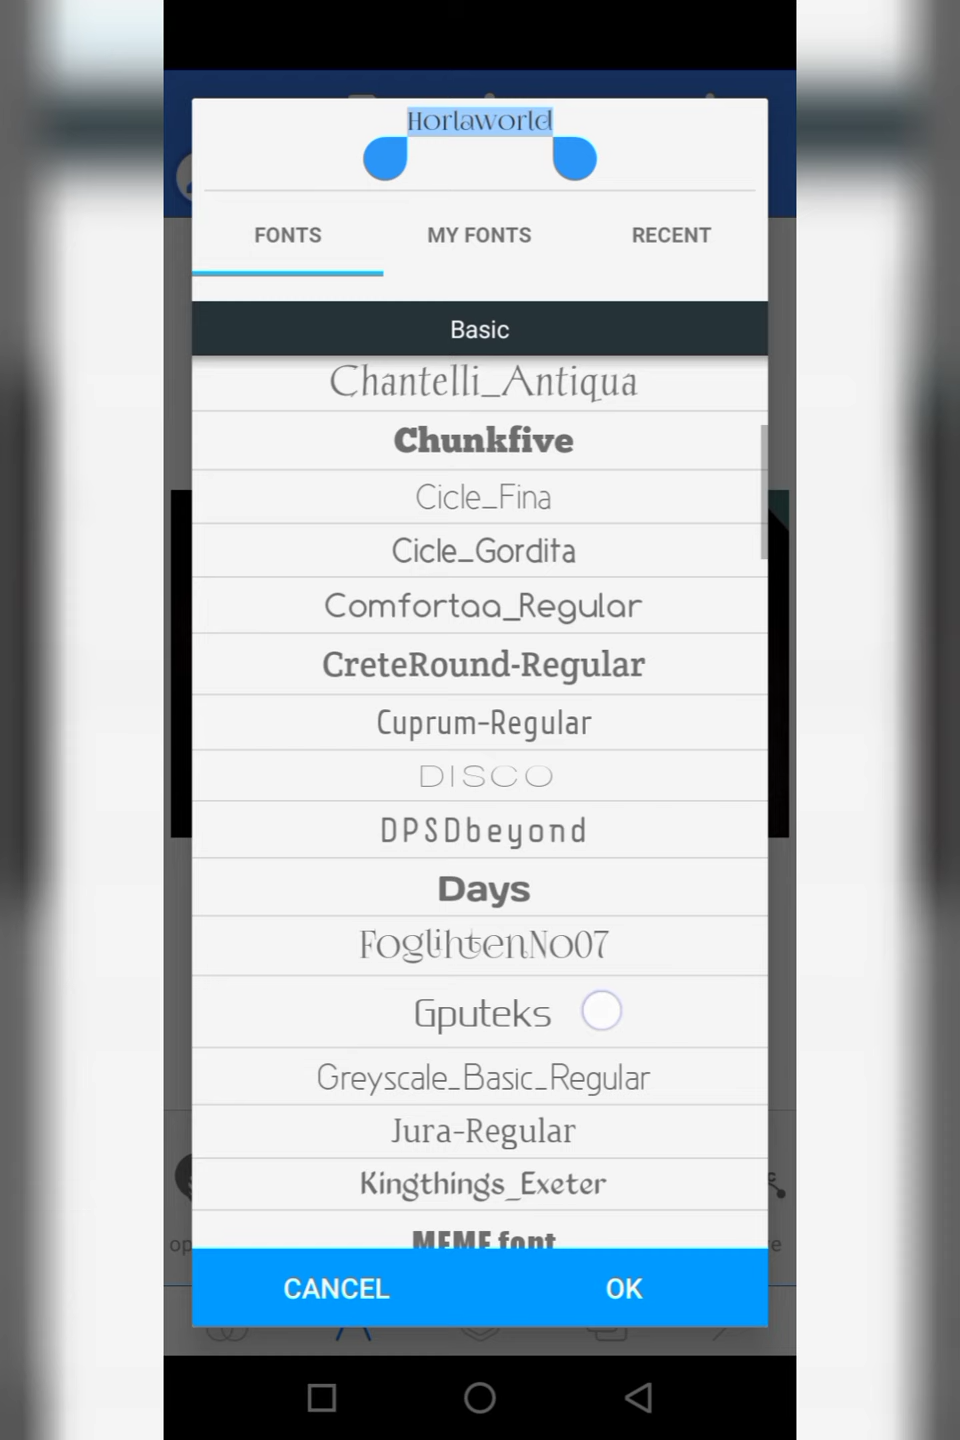 Horlaworld
FONTS MY FONTS RECENT
Basic
Chantelli_Antiqua
Chunkfive
Cicle_Fina
Cicle_Gordita
Comfortaa_Regular
CreteRound-Regular
Cuprum-Regular
DISCO
DPSDbeyond
Days
FoglihtenNo07
Gputeks
Greyscale_Basic_Regular
Jura-Regular
Kingthings_Exeter
MEME font
CANCEL OK